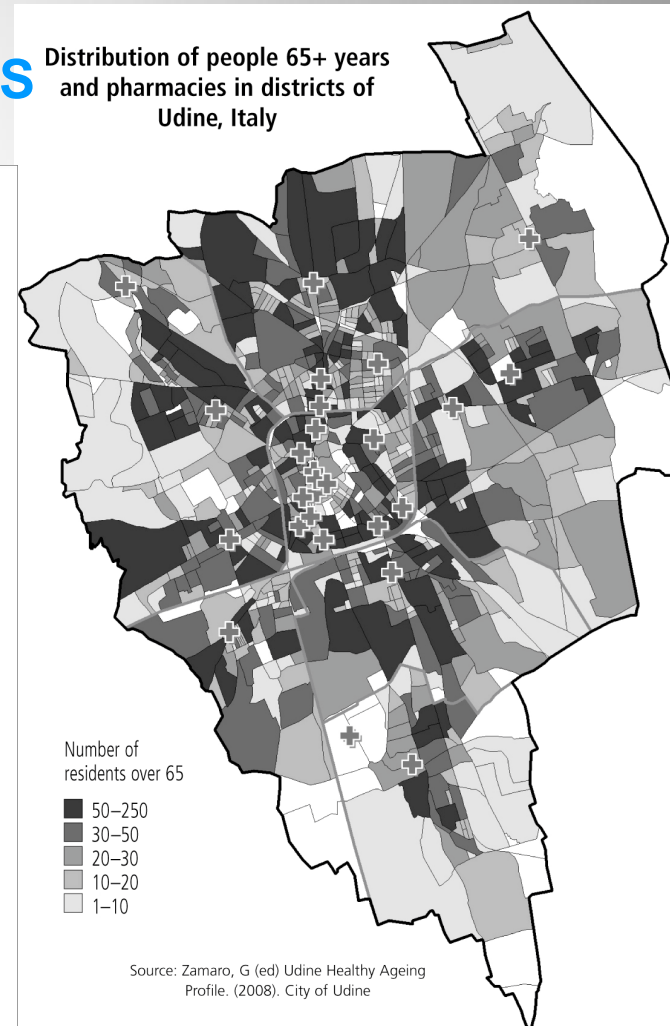 s
Distribution of people 65+ years
and pharmacies in districts of
Udine, Italy
Number of
residents over 65
50–250
30–50
20–30
10–20
1–10
Source: Zamaro, G (ed) Udine Healthy Ageing
Profile. (2008). City of Udine